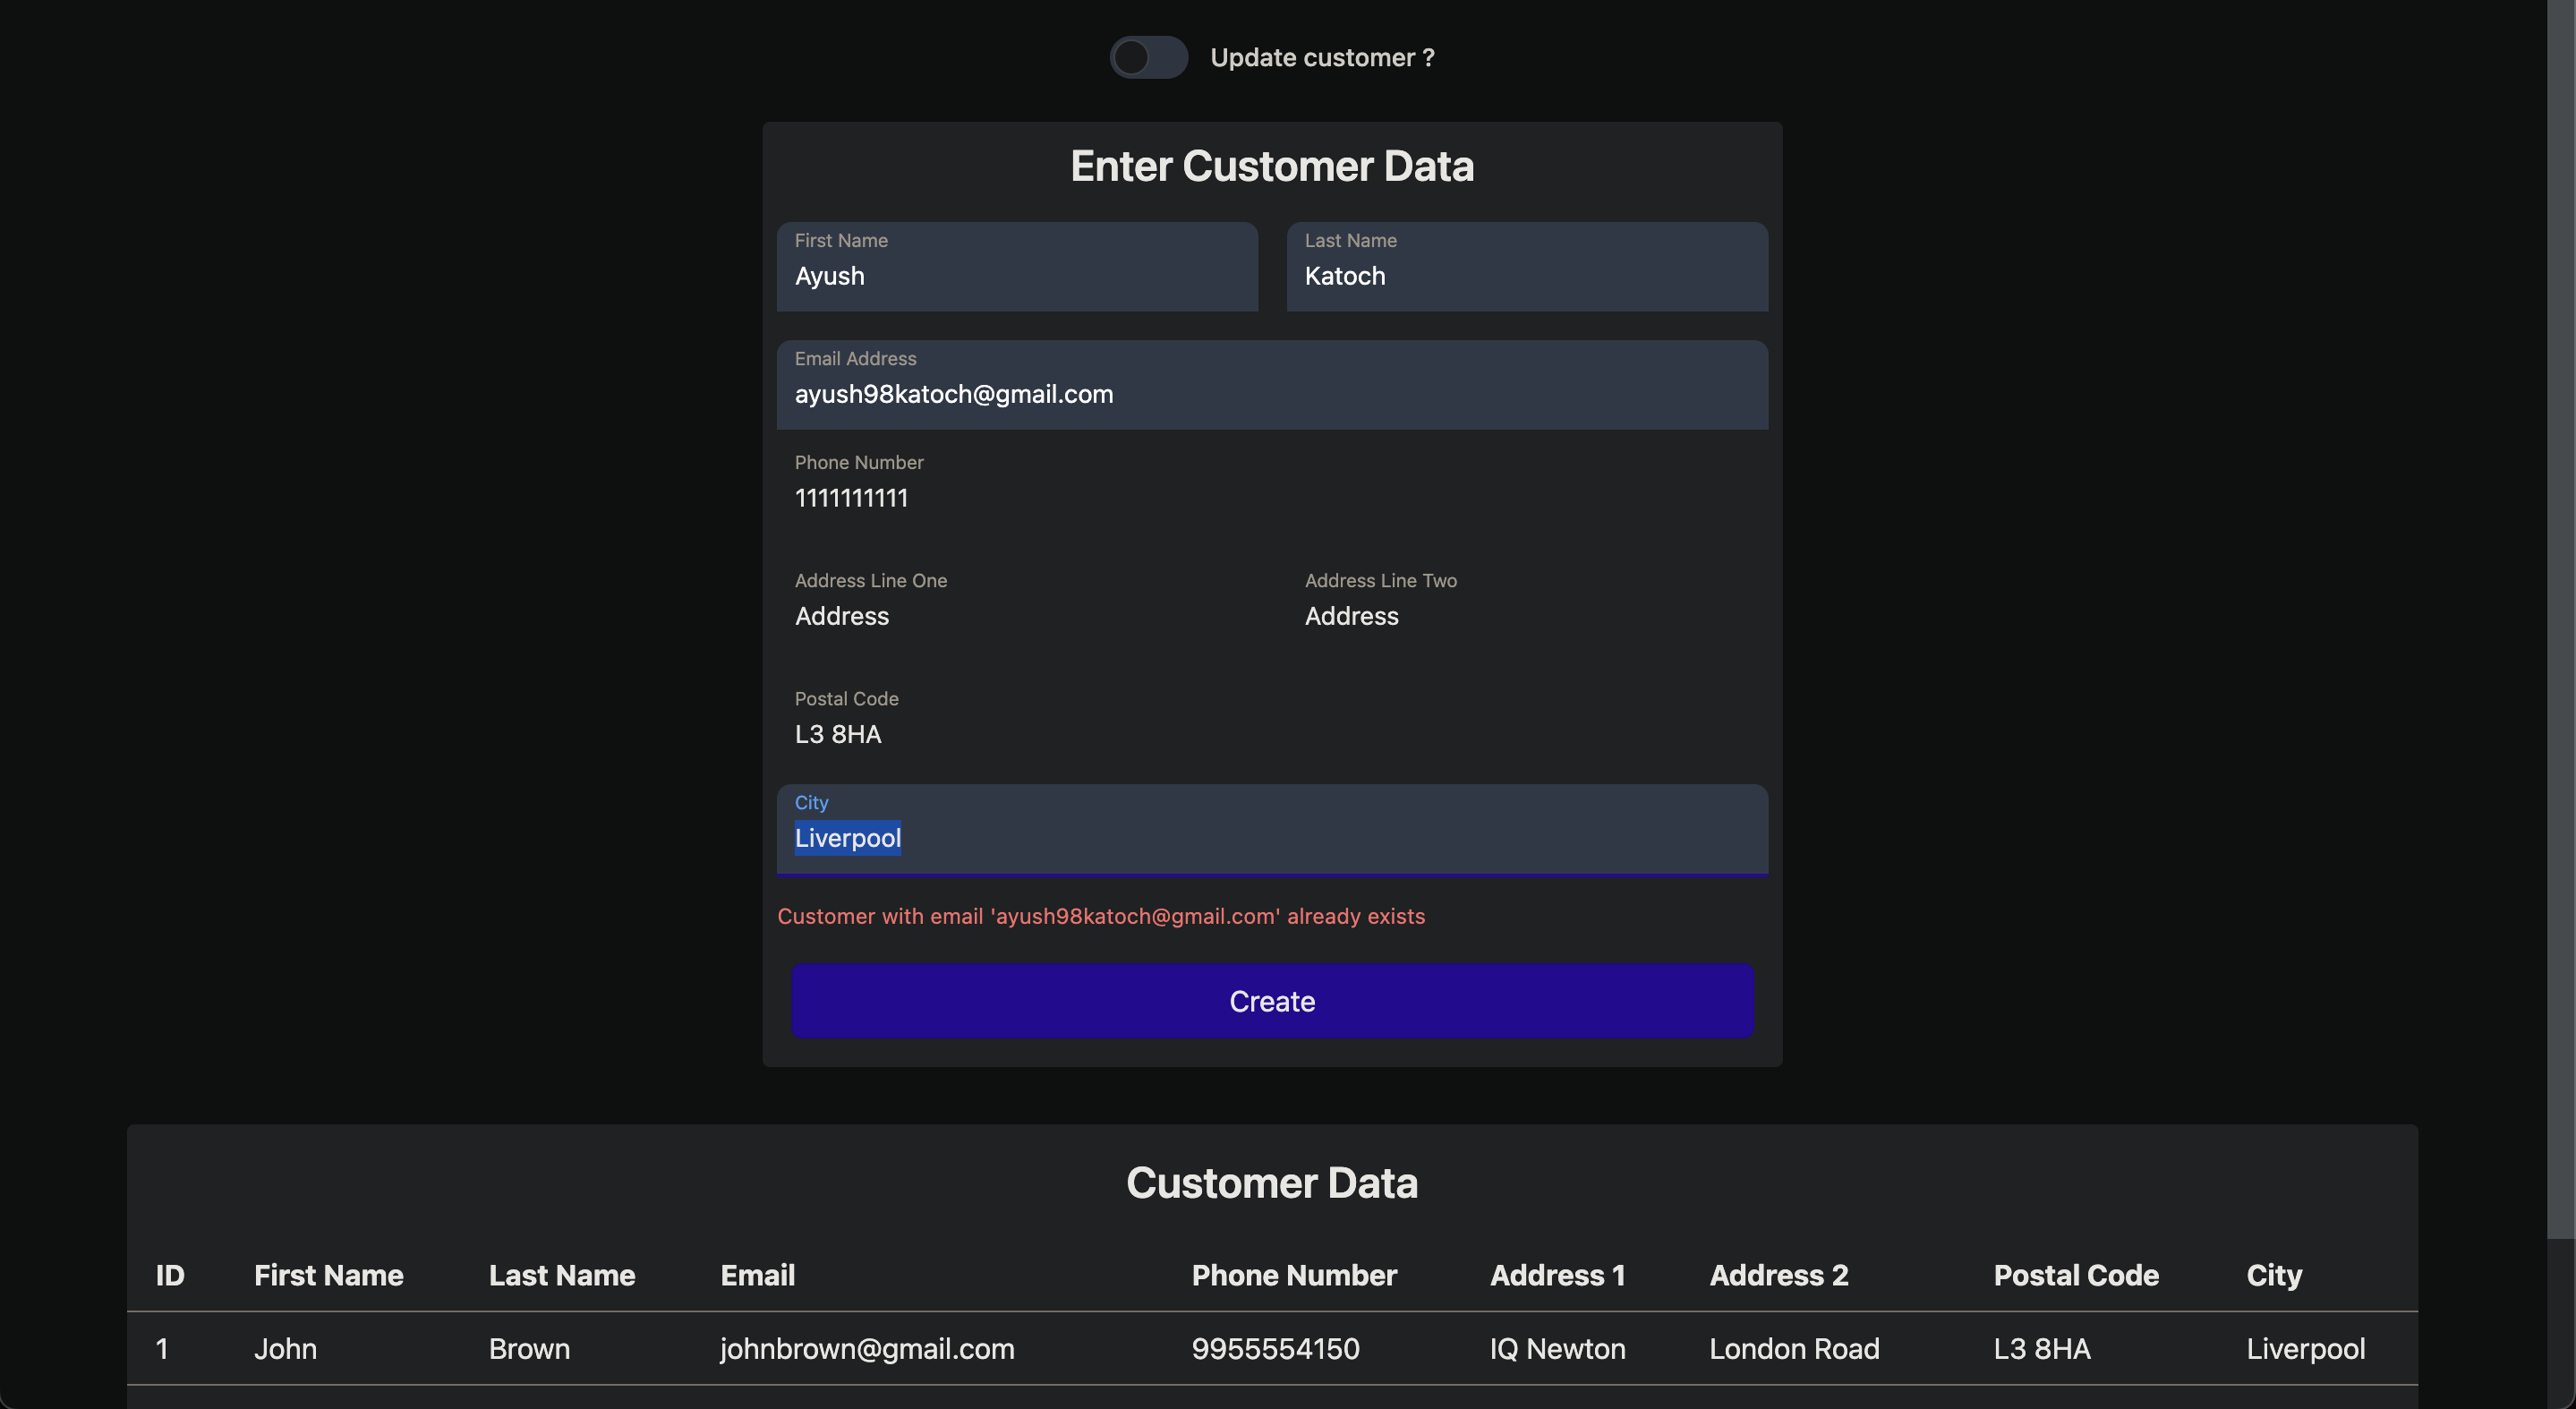 Update customer ?
Enter Customer Data
First Name
Ayush
Last Name
Katoch
Email Address
ayush98katoch@gmail.com
Phone Number
1111111111
Address Line One
Address
Address Line Two
Address
Postal Code
L3 8HA
City
Liverpool
Customer with email 'ayush98katoch@gmail.com' already exists
Create
Customer Data
ID First Name Last Name Email Phone Number Address 1 Address 2 Postal Code City
1 John Brown johnbrown@gmail.com 9955554150 IQ Newton London Road L3 8HA Liverpool